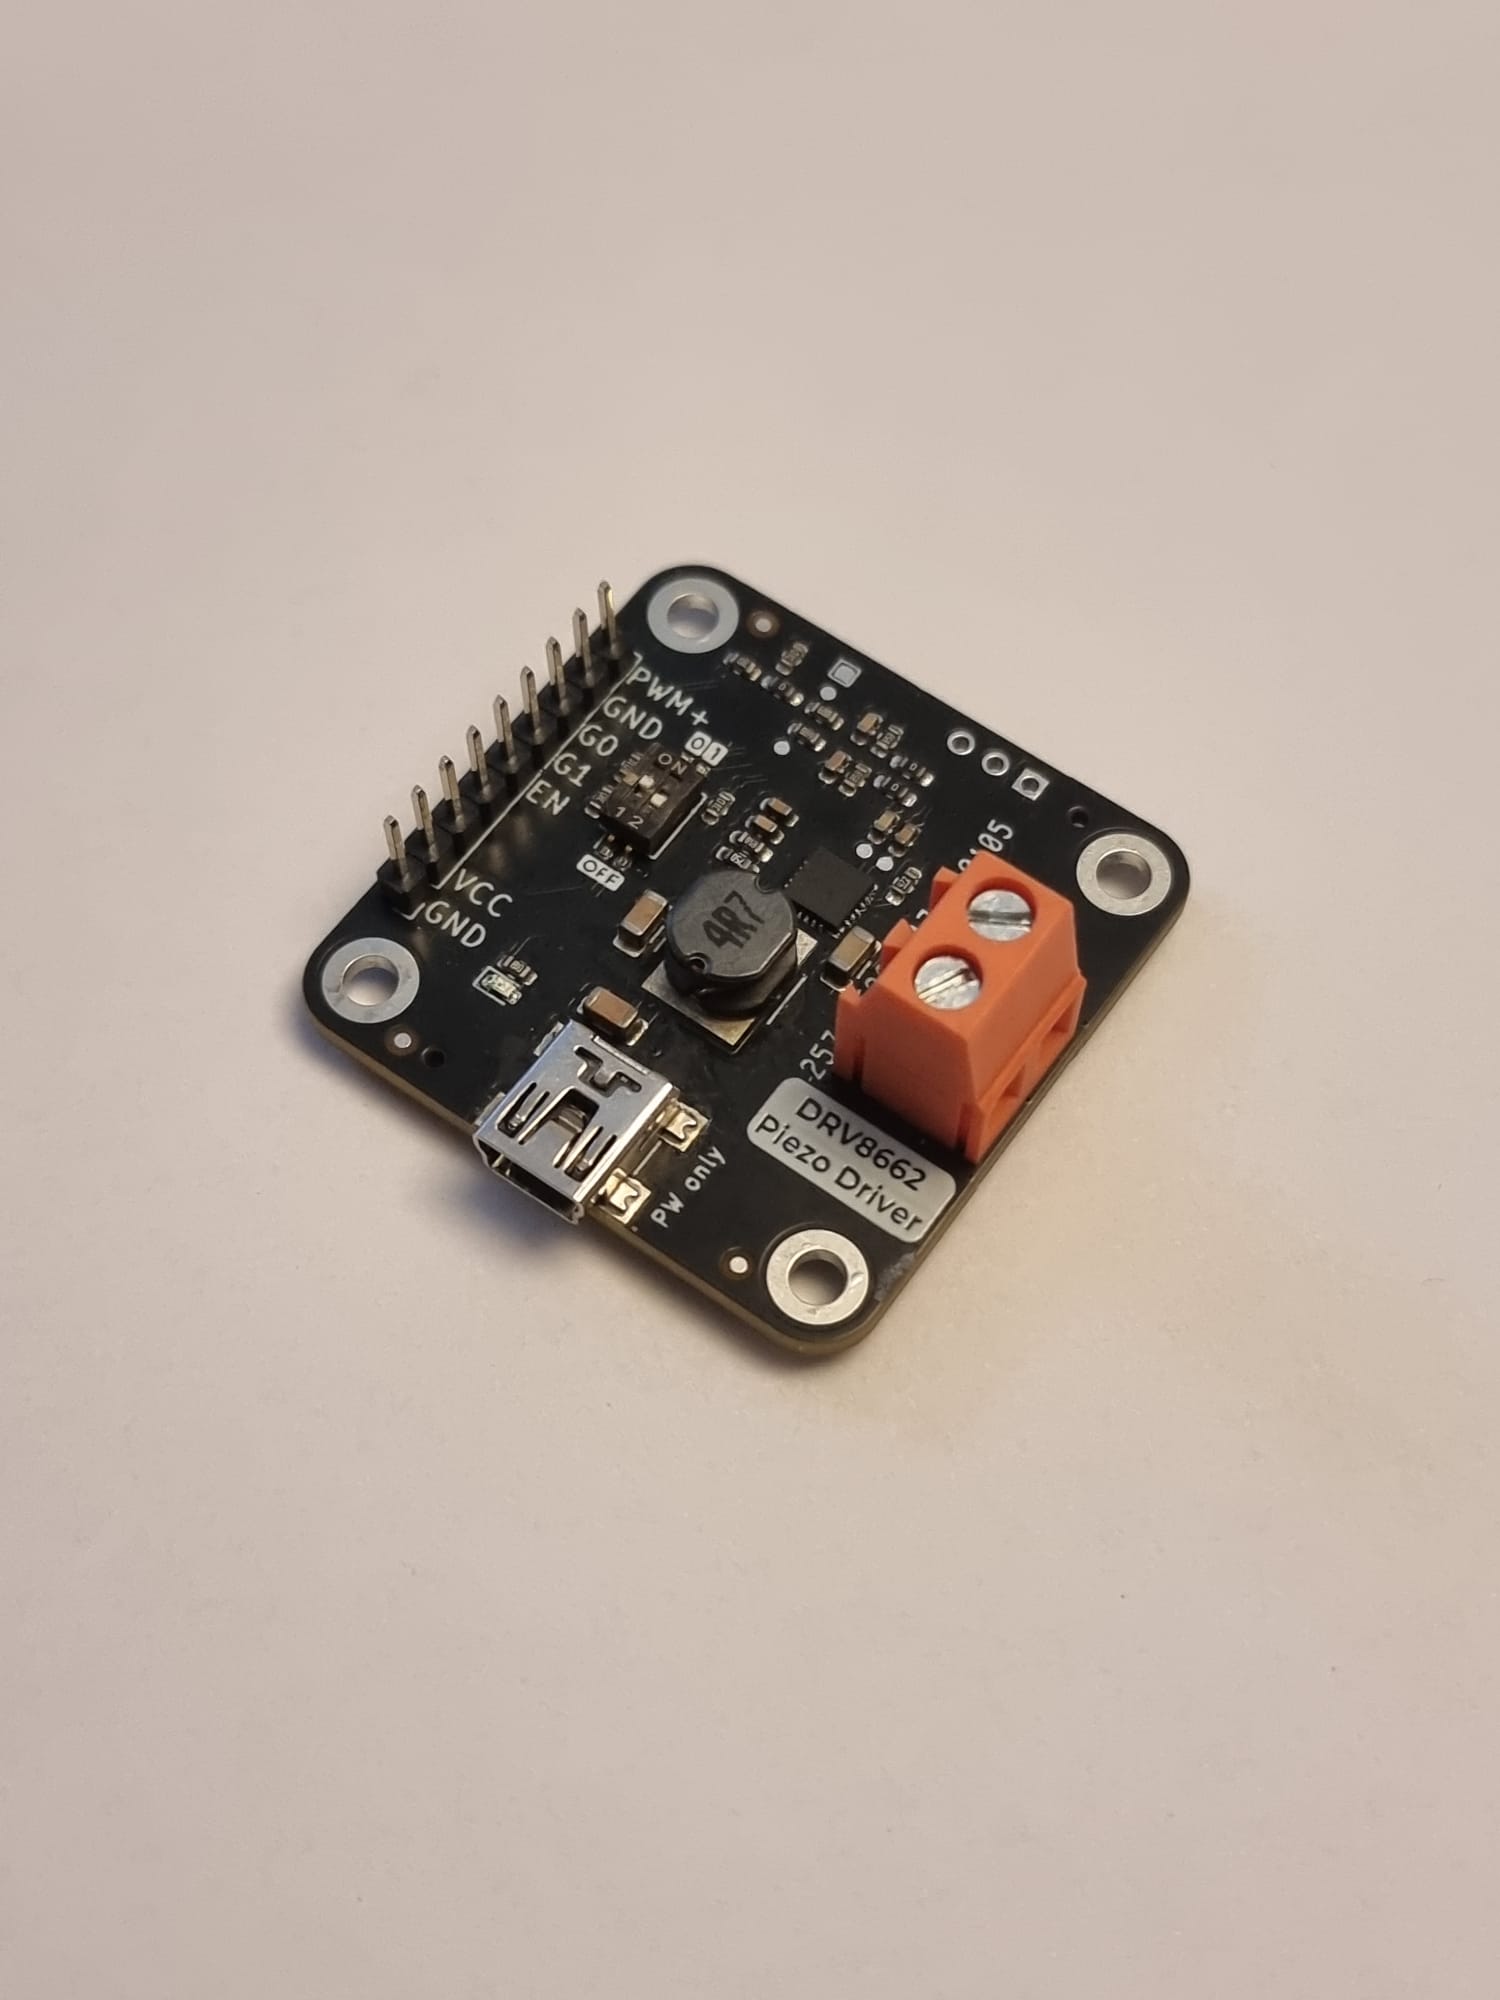 PWM+
GND
G0
G1
EN
VCC
GND
0 1
ON
1 2
OFF
4R7
DRV8662
Piezo Driver
PW only